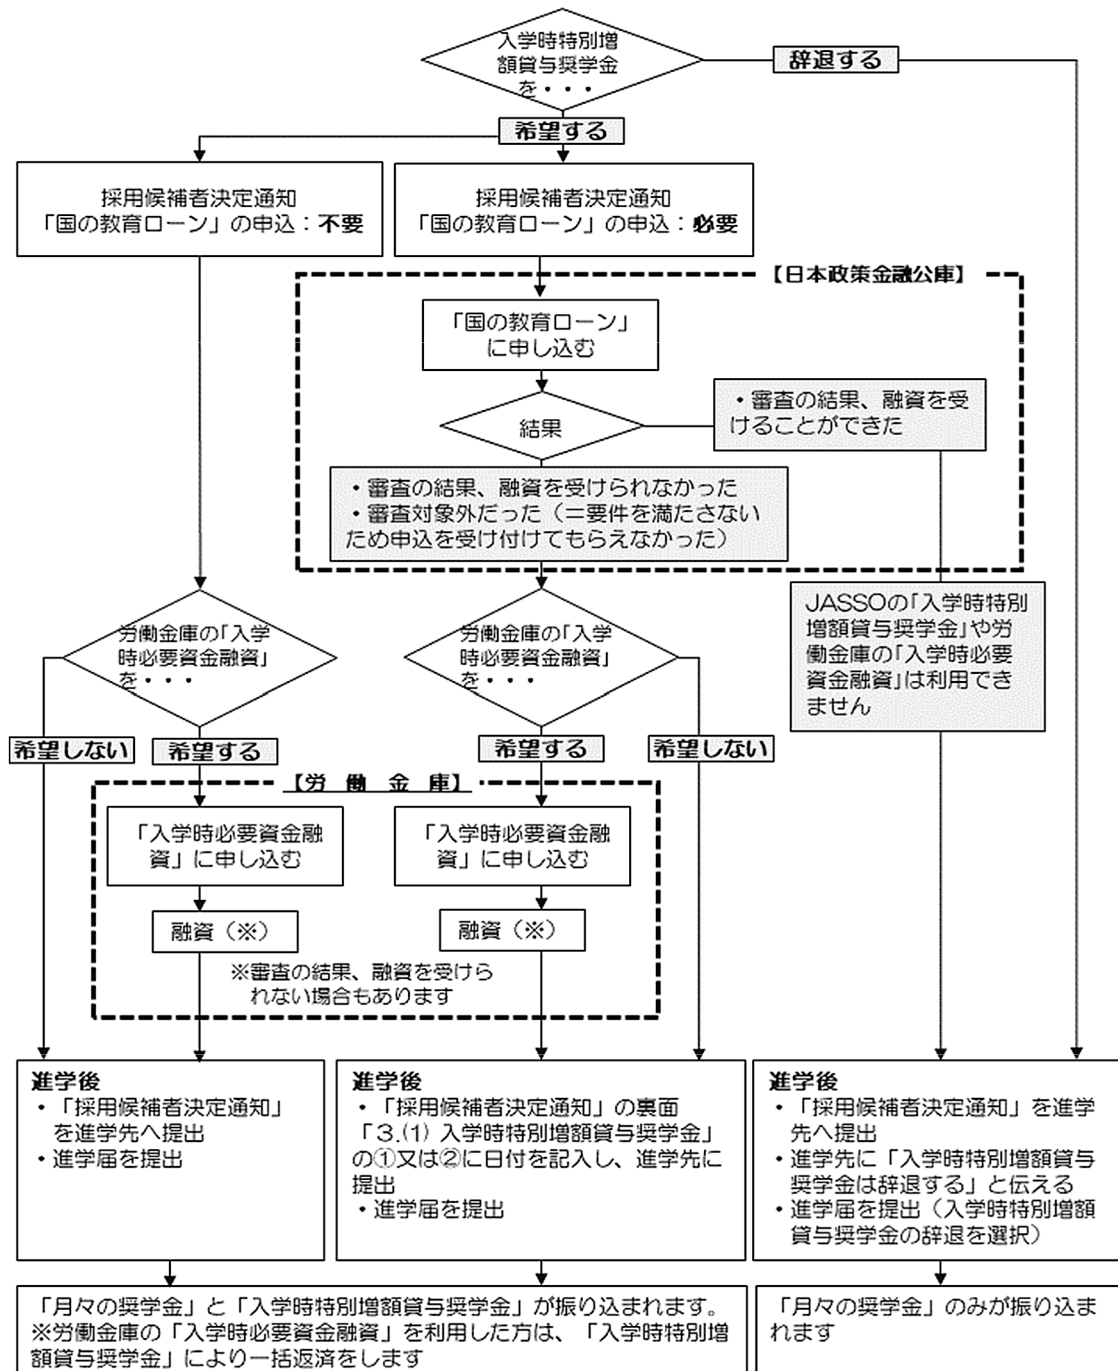 入学時特別増
額貸与奨学金
を・・・
辞退する
希望する
採用候補者決定通知
「国の教育ローン」の申込：不要
採用候補者決定通知
「国の教育ローン」の申込：必要
【日本政策金融公庫】
「国の教育ローン」
に申し込む
結果
・審査の結果、融資を受
けることができた
・審査の結果、融資を受けられなかった
・審査対象外だった（＝要件を満たさない
ため申込を受け付けてもらえなかった）
JASSOの「入学時特別
増額貸与奨学金」や労
働金庫の「入学時必要
資金融資」は利用でき
ません
労働金庫の「入学
時必要資金融資」
を・・・
労働金庫の「入学
時必要資金融資」
を・・・
希望しない
希望する
希望する
希望しない
【労　働　金　庫】
「入学時必要資金融
資」に申し込む
「入学時必要資金融
資」に申し込む
融資（※）
融資（※）
※審査の結果、融資を受けら
れない場合もあります
進学後
・「採用候補者決定通知」
を進学先へ提出
・進学届を提出
進学後
・「採用候補者決定通知」の裏面
「３.(1) 入学時特別増額貸与奨学金」
の①又は②に日付を記入し、進学先に
提出
・進学届を提出
進学後
・「採用候補者決定通知」を進学
先へ提出
・進学先に「入学時特別増額貸与
奨学金は辞退する」と伝える
・進学届を提出（入学時特別増額
貸与奨学金の辞退を選択）
「月々の奨学金」と「入学時特別増額貸与奨学金」が振り込まれます。
※労働金庫の「入学時必要資金融資」を利用した方は、「入学時特別増
額貸与奨学金」により一括返済をします
「月々の奨学金」のみが振り込ま
れます